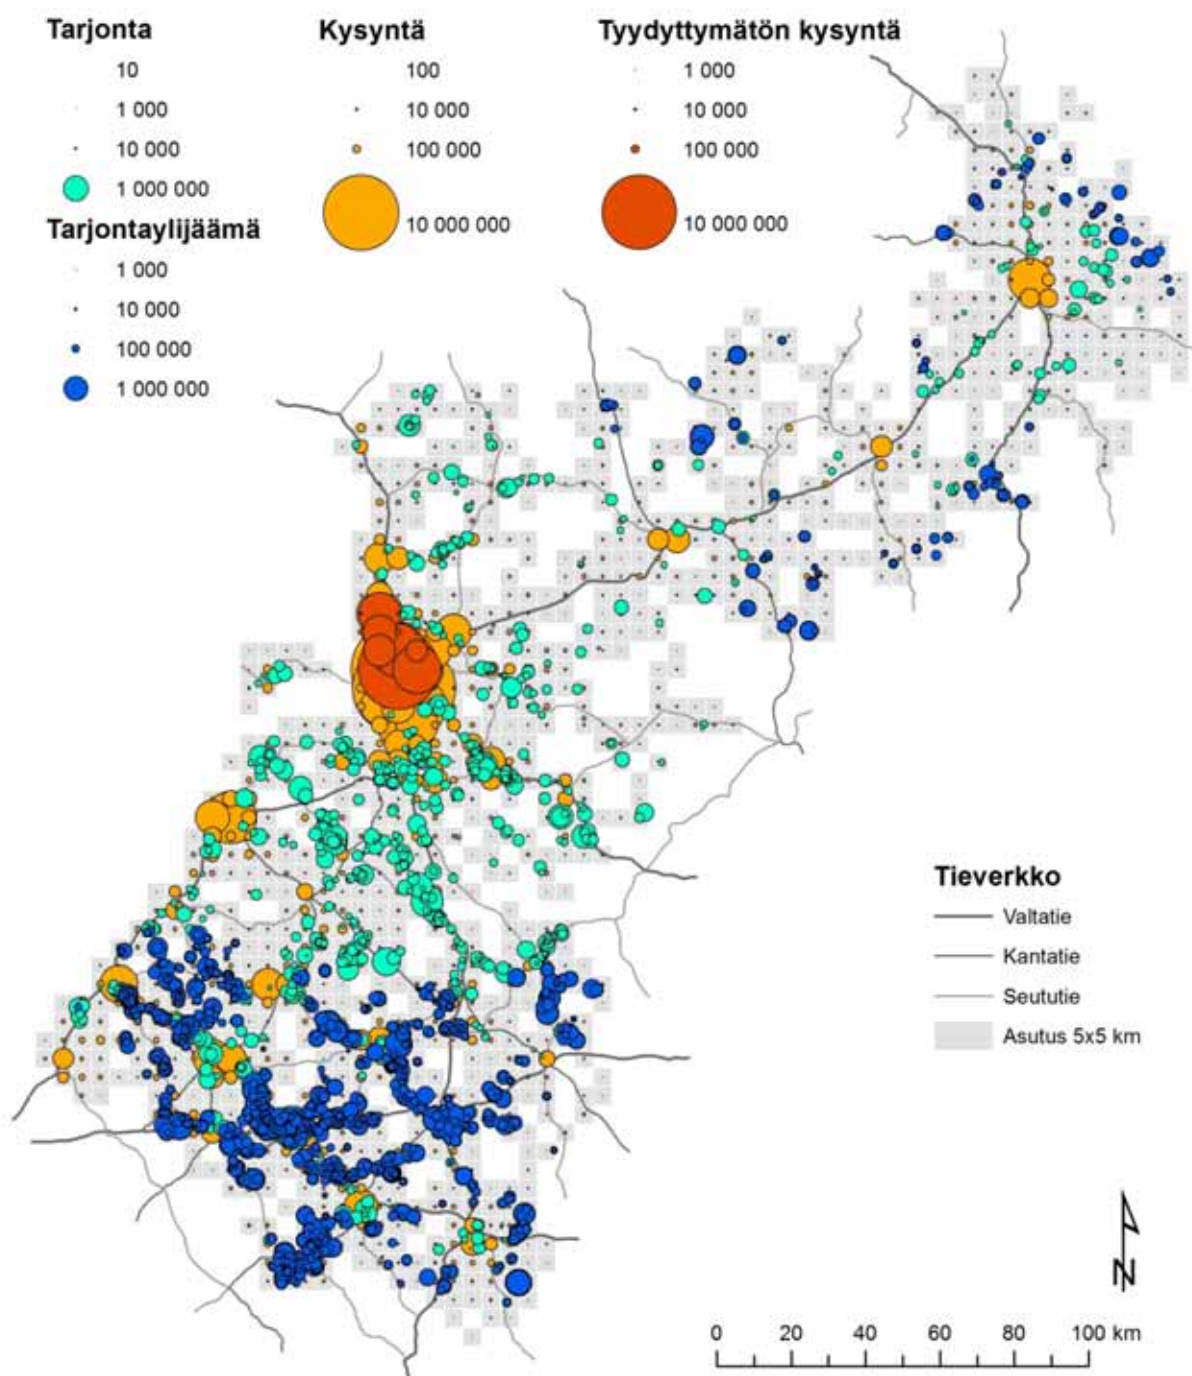 Tarjonta
10
1 000
10 000
1 000 000
Tarjontaylijäämä
1 000
10 000
100 000
1 000 000
Kysyntä
100
10 000
100 000
10 000 000
Tyydyttymätön kysyntä
1 000
10 000
100 000
10 000 000
Tieverkko
Valtatie
Kantatie
Seututie
Asutus 5x5 km
N
0 20 40 60 80 100 km